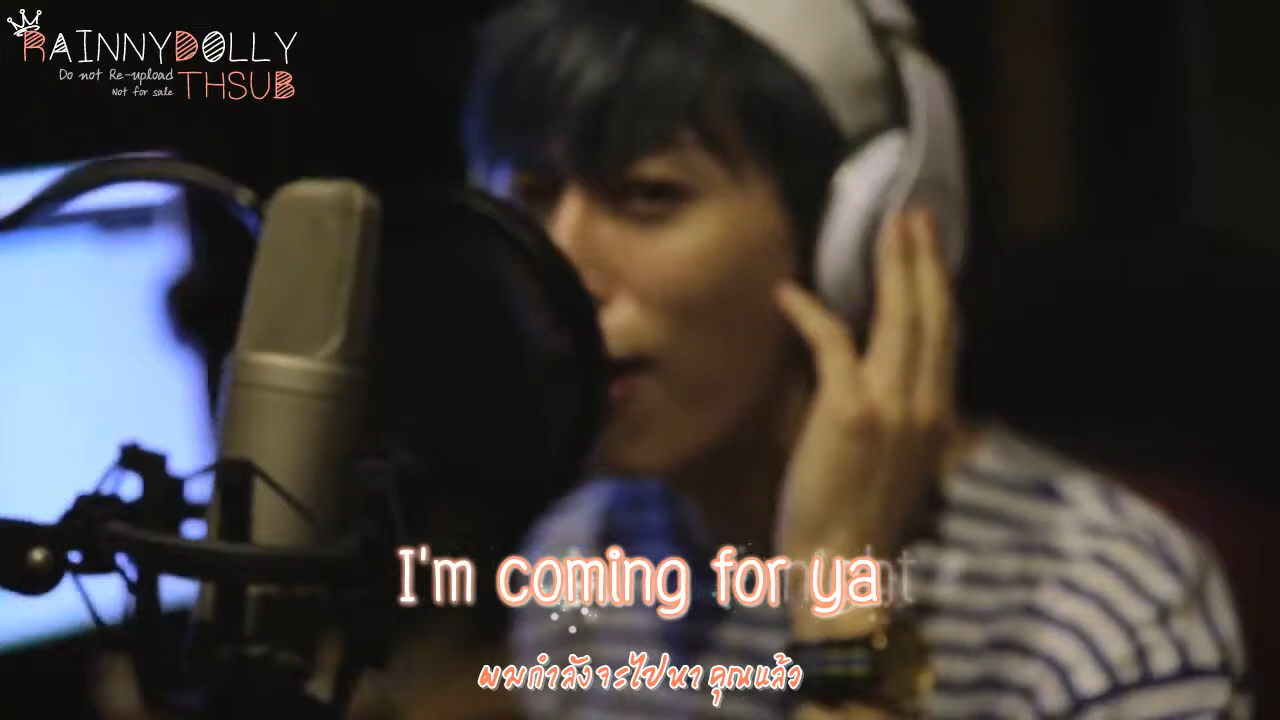 RAINNYDOLLY
Do not Re-upload
Not for sale
THSUB
I'm coming for ya
ผมกำลังจะไปหาคุณแล้ว